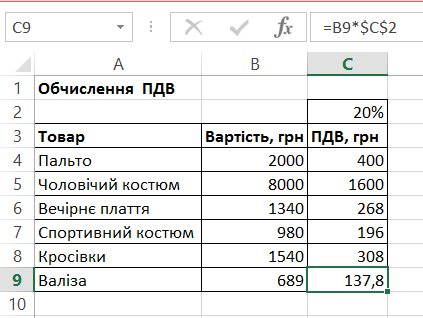 C9 fx =B9*$C$2
A B C
1 Обчислення ПДВ
2 20%
3 Товар Вартість, грн ПДВ, грн
4 Пальто 2000 400
5 Чоловічий костюм 8000 1600
6 Вечірнє плаття 1340 268
7 Спортивний костюм 980 196
8 Кросівки 1540 308
9 Валіза 689 137,8
10